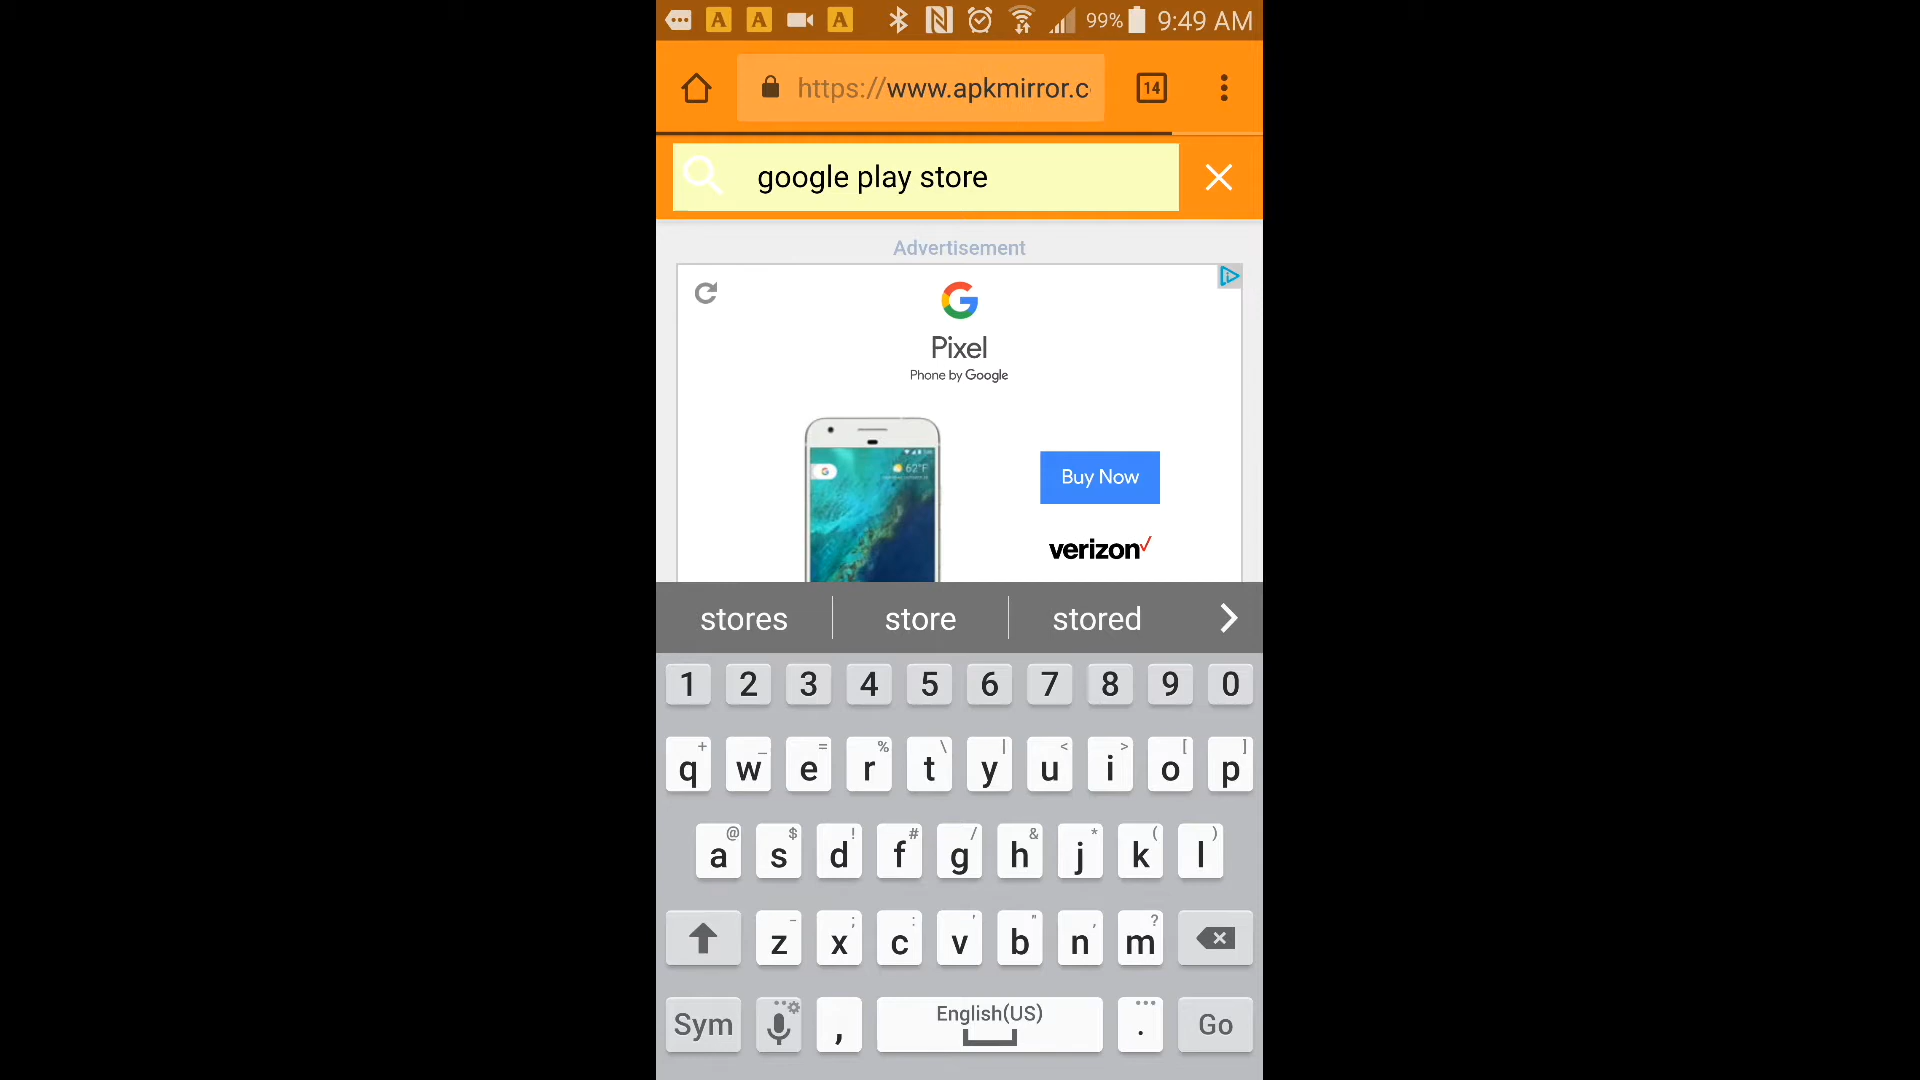 A A A 99% 9:49 AM
https://www.apkmirror.c 14
google play store
Advertisement
G
Pixel
Phone by Google
G 62°F
Buy Now
verizon
stores store stored
1 2 3 4 5 6 7 8 9 0
+ _ = % \ | < > [ ]
q w e r t y u i o p
@ $ ! # / & * ( )
a s d f g h j k l
- ; : ' " , ?
z x c v b n m
Sym , English(US) . Go